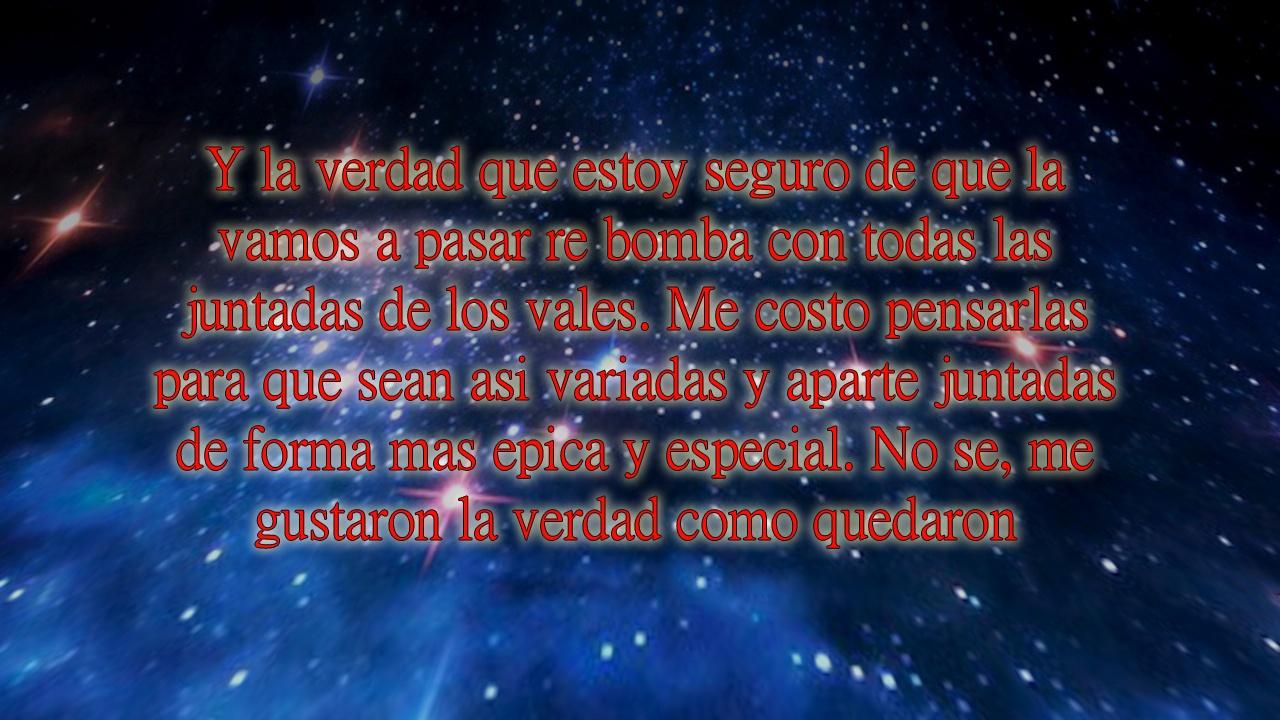 Y la verdad que estoy seguro de que la
vamos a pasar re bomba con todas las
juntadas de los vales. Me costo pensarlas
para que sean asi variadas y aparte juntadas
de forma mas epica y especial. No se, me
gustaron la verdad como quedaron